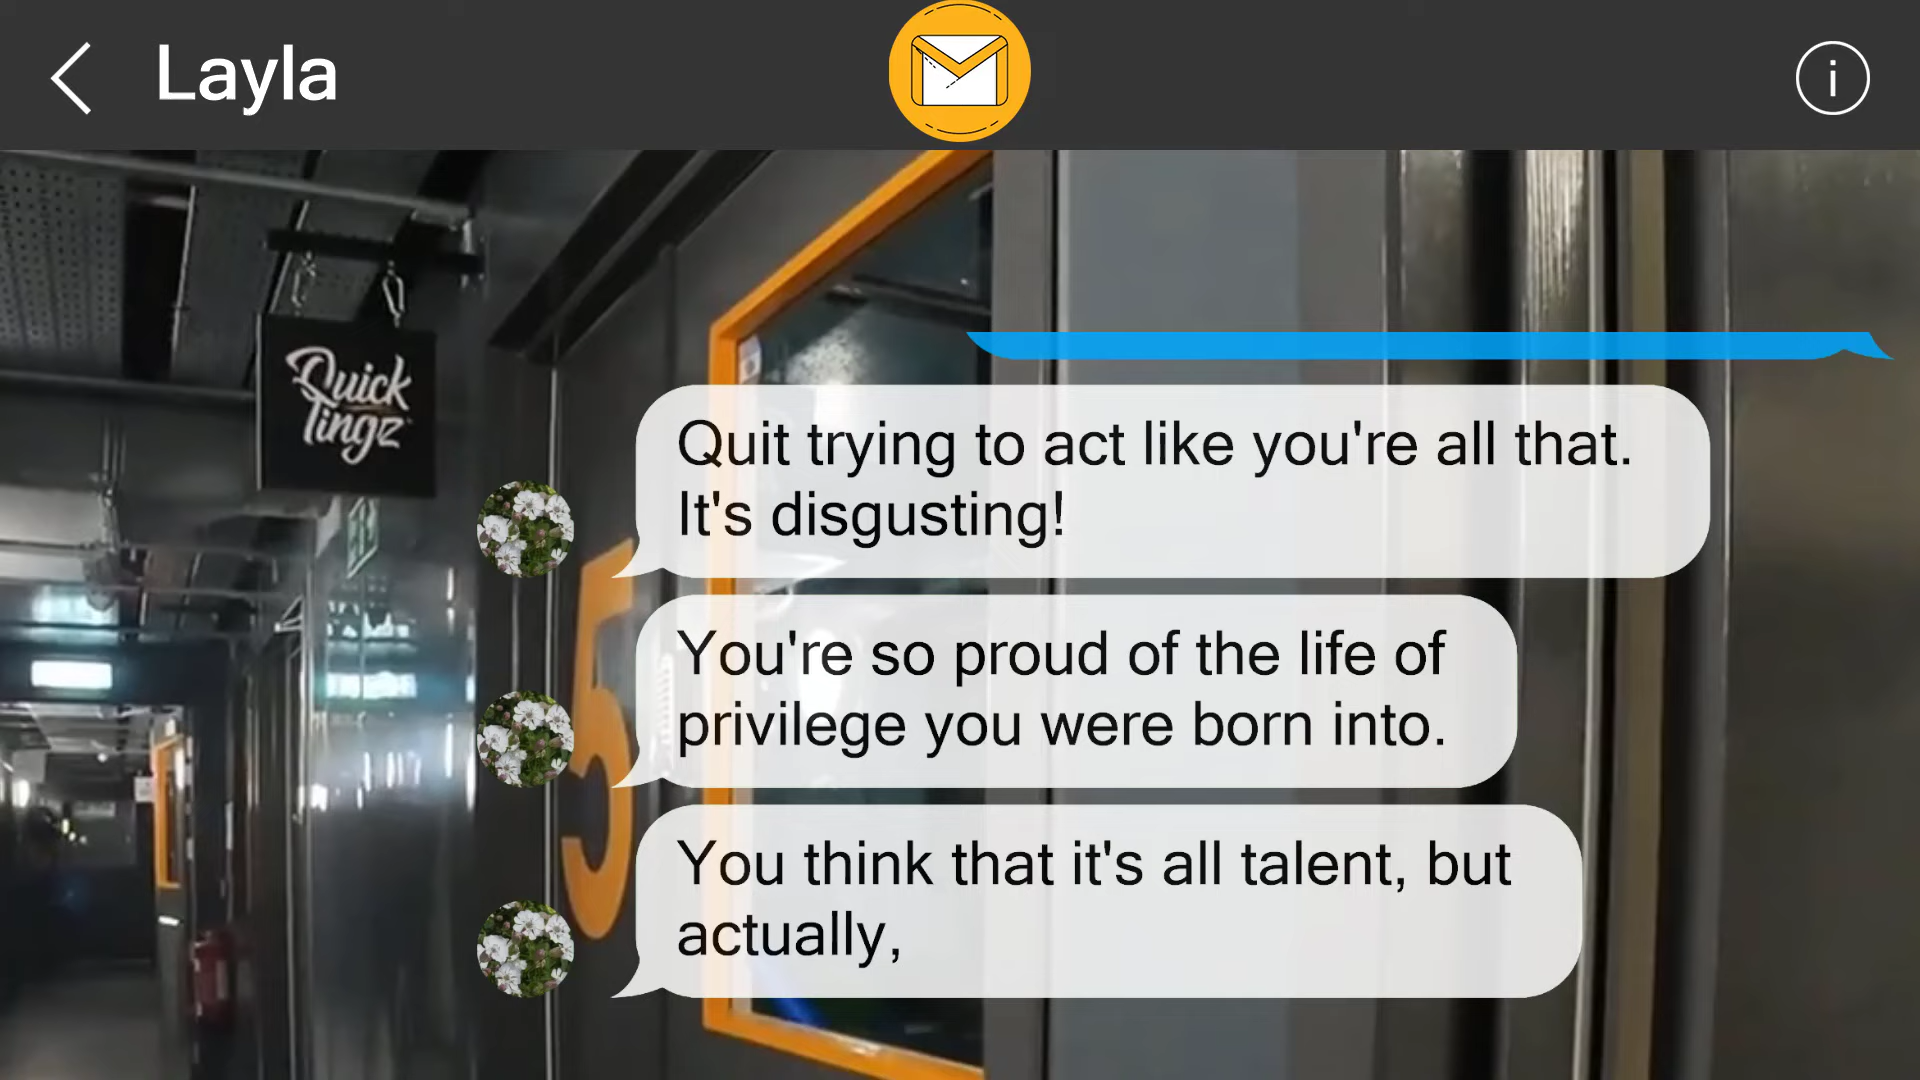 Layla
Quick
Tingz
5
Quit trying to act like you're all that.
It's disgusting!
You're so proud of the life of
privilege you were born into.
You think that it's all talent, but
actually,